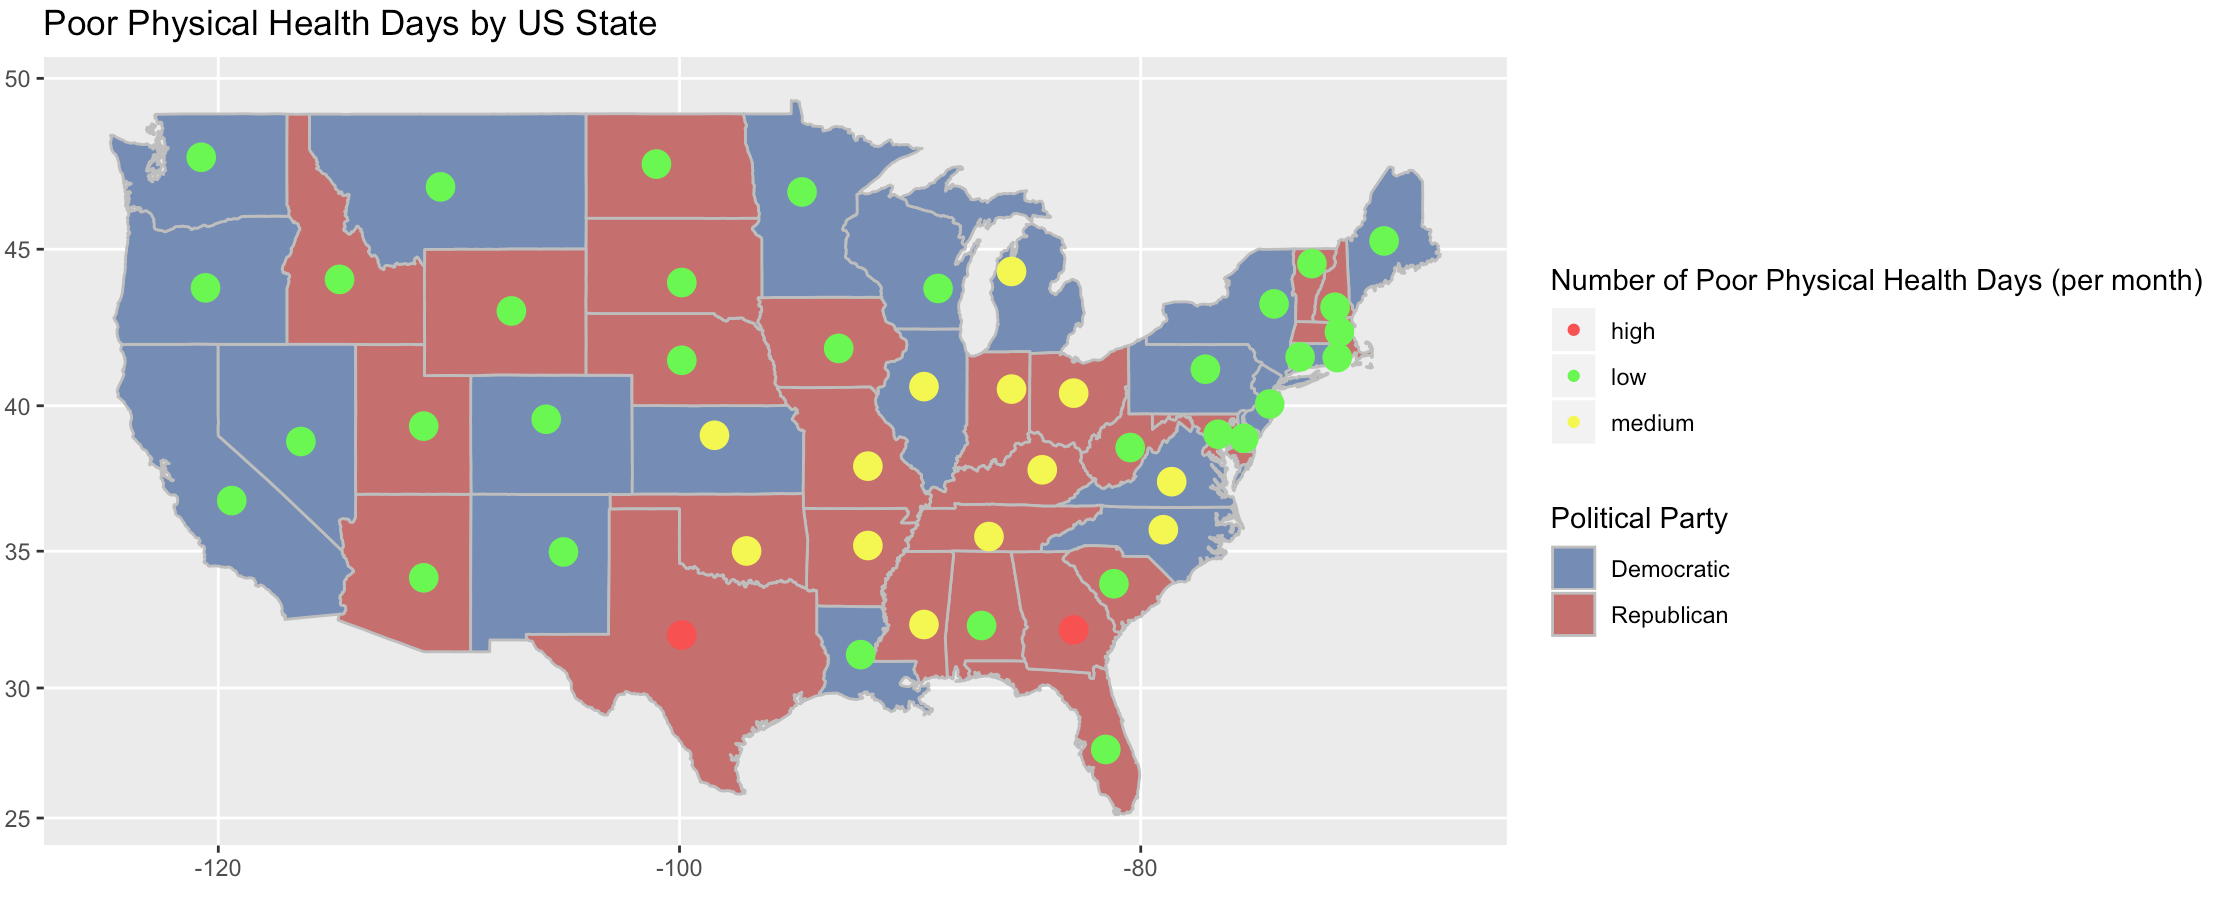 Poor Physical Health Days by US State
50
45
40
35
30
25
-120
-100
-80
Number of Poor Physical Health Days (per month)
high
low
medium
Political Party
Democratic
Republican